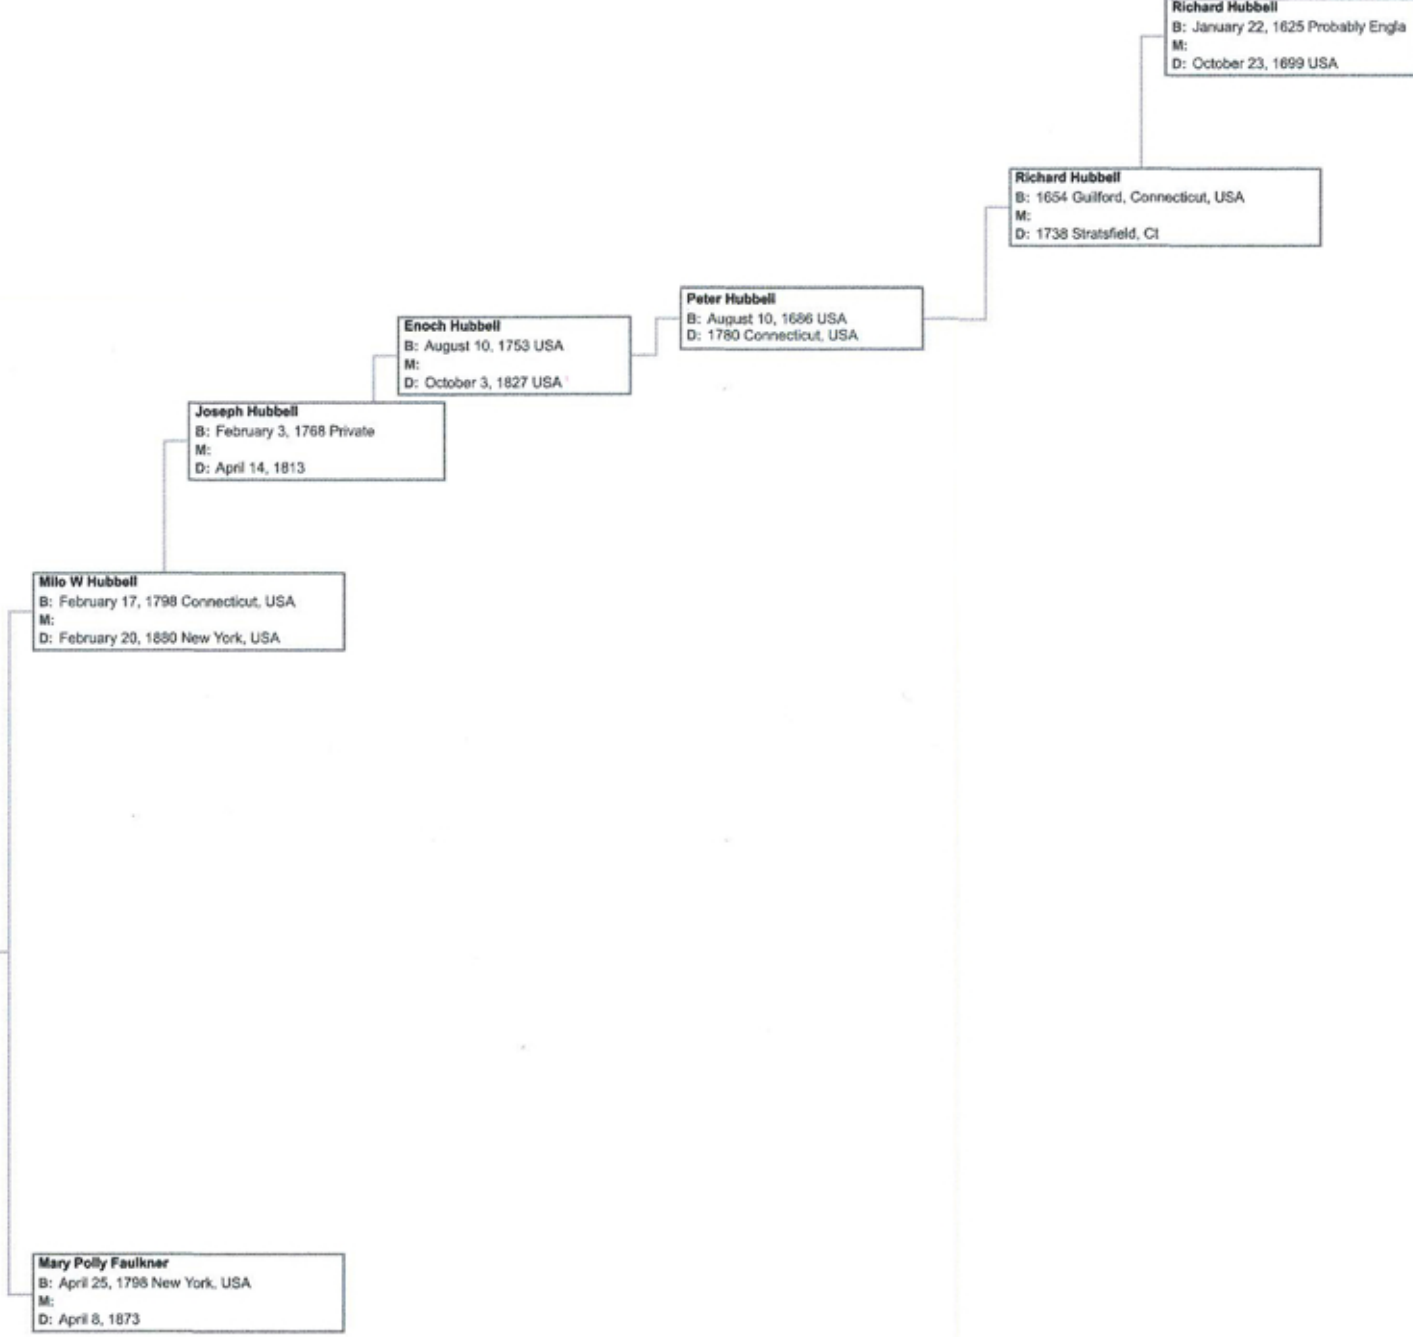 Richard Hubbell
B: January 22, 1625 Probably Engla
M:
D: October 23, 1699 USA
Richard Hubbell
B: 1654 Guilford, Connecticut, USA
M:
D: 1738 Stratsfield, Ct
Peter Hubbell
B: August 10, 1686 USA
D: 1780 Connecticut, USA
Enoch Hubbell
B: August 10, 1753 USA
M:
D: October 3, 1827 USA
Joseph Hubbell
B: February 3, 1768 Private
M:
D: April 14, 1813
Milo W Hubbell
B: February 17, 1798 Connecticut, USA
M:
D: February 20, 1880 New York, USA
Mary Polly Faulkner
B: April 25, 1798 New York, USA
M:
D: April 8, 1873